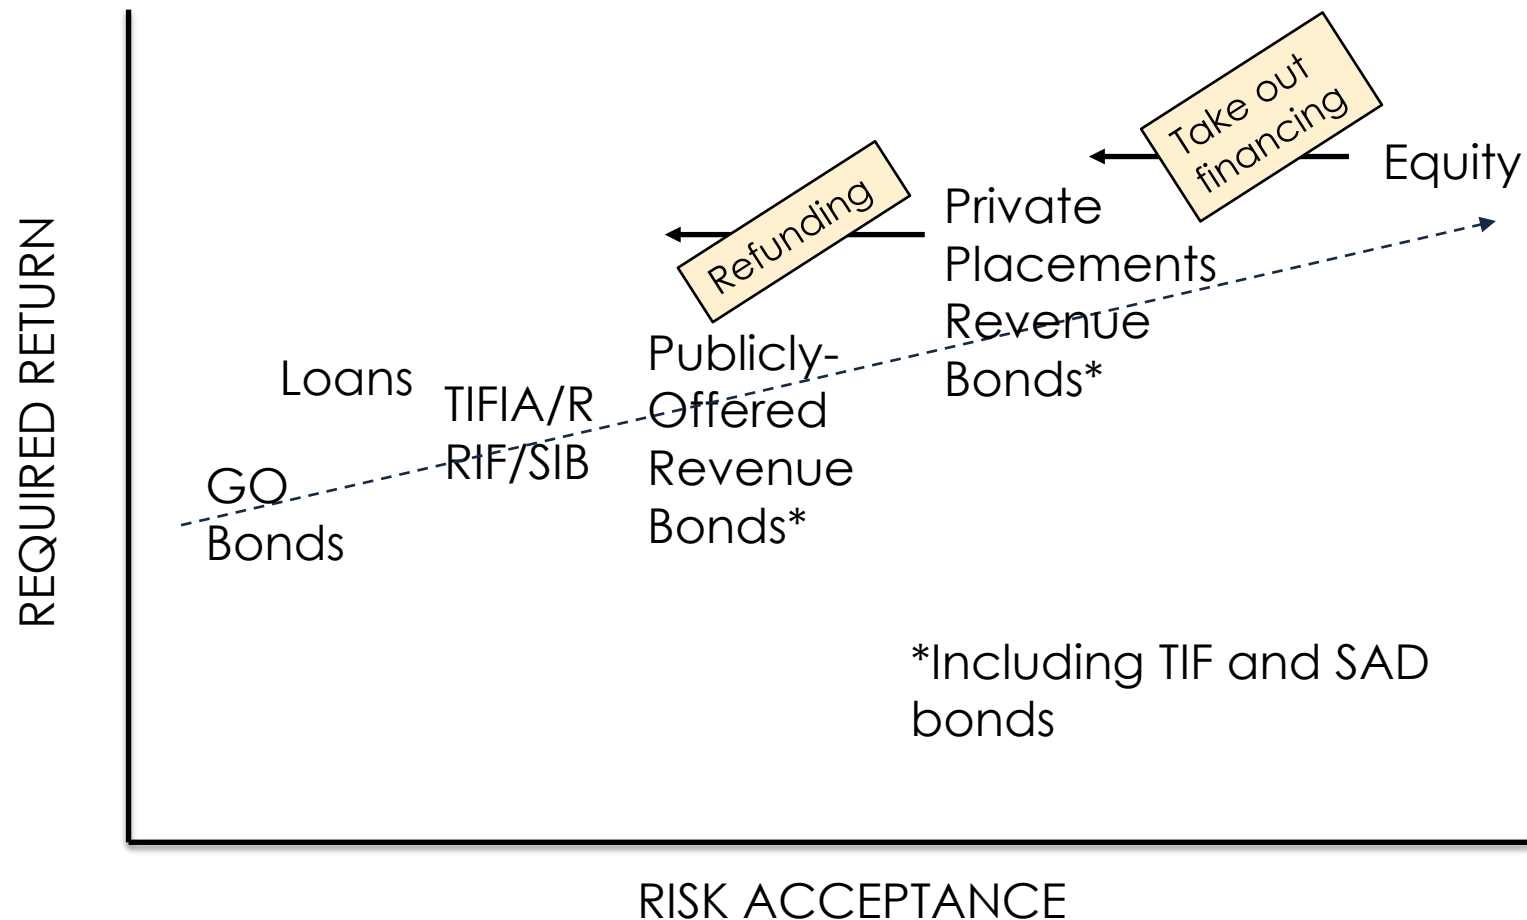 REQUIRED RETURN
Take out
financing
Equity
Refunding
Private
Placements
Revenue
Bonds*
Publicly-
Offered
Revenue
Bonds*
Loans
TIFIA/R
RIF/SIB
GO
Bonds
*Including TIF and SAD
bonds
RISK ACCEPTANCE